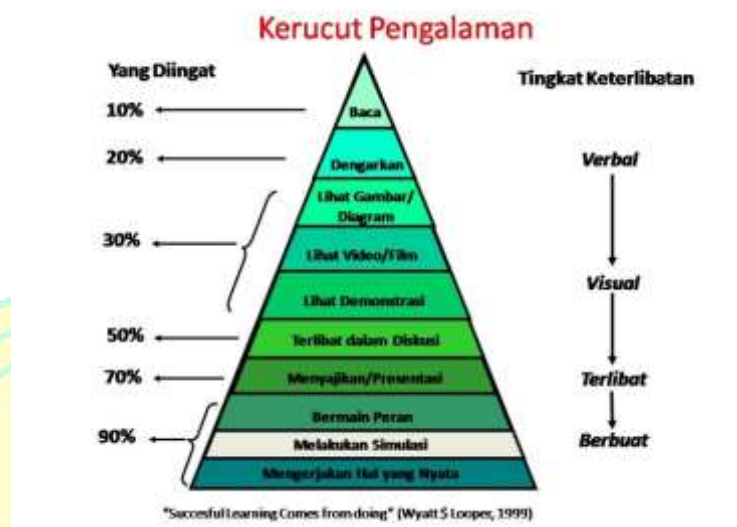 Kerucut Pengalaman
Yang Diingat
Tingkat Keterlibatan
10%
Baca
20%
Dengarkan
Verbal
Lihat Gambar/
Diagram
30%
Lihat Video/Film
Visual
Lihat Demonstrasi
50%
Terlibat dalam Diskusi
70%
Menyajikan/Presentasi
Terlibat
Bermain Peran
90%
Melakukan Simulasi
Berbuat
Mengerjakan Hal yang Nyata
"Succesful Learning Comes from doing" (Wyatt $ Looper, 1999)